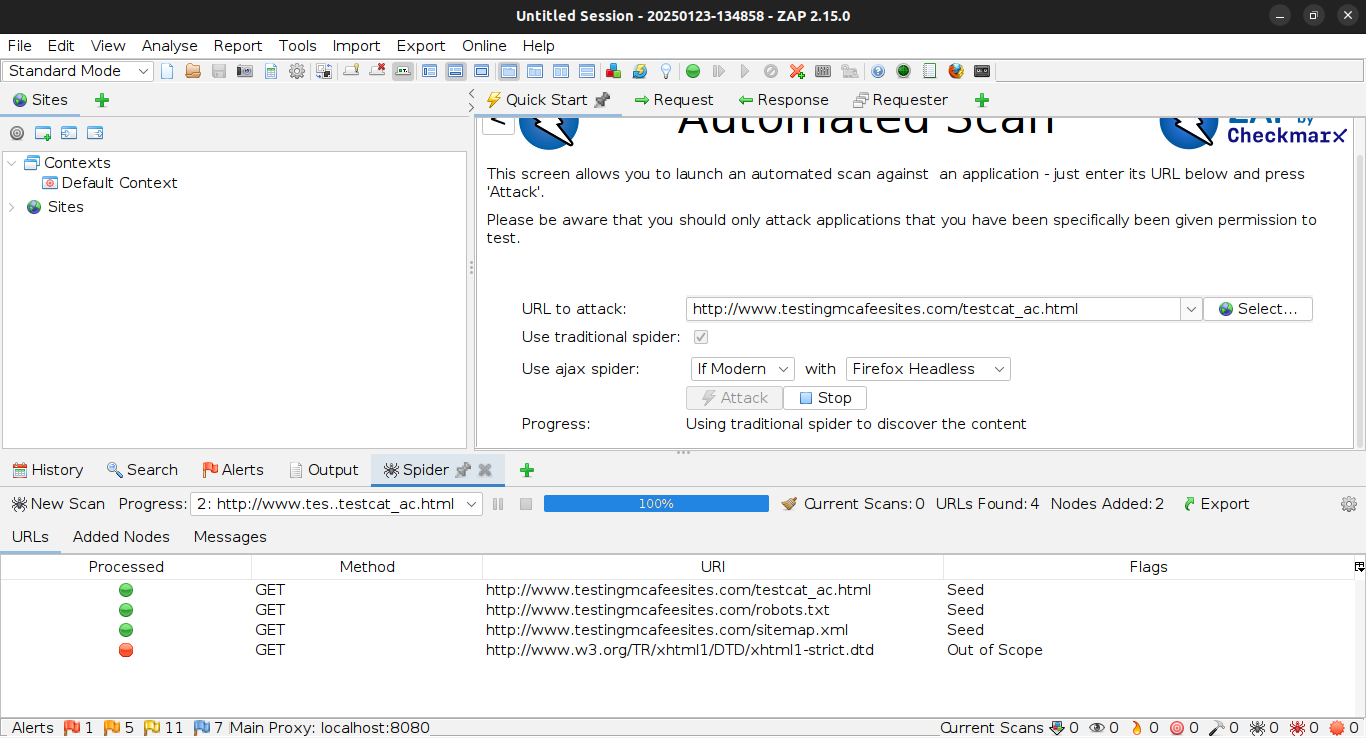 Untitled Session - 20250123-134858 - ZAP 2.15.0
File Edit View Analyse Report Tools Import Export Online Help
Standard Mode
Sites
Quick Start Request Response Requester
Contexts
Default Context
Sites
< Automated Scan ZAP by
Checkmarx
This screen allows you to launch an automated scan against  an application - just enter its URL below and press
'Attack'.
Please be aware that you should only attack applications that you have been specifically been given permission to
test.
URL to attack: http://www.testingmcafeesites.com/testcat_ac.html Select...
Use traditional spider:
Use ajax spider: If Modern with Firefox Headless
Attack Stop
Progress: Using traditional spider to discover the content
History Search Alerts Output Spider
New Scan Progress: 2: http://www.tes..testcat_ac.html 100% Current Scans: 0 URLs Found: 4 Nodes Added: 2 Export
URLs Added Nodes Messages
Processed Method URI Flags
GET http://www.testingmcafeesites.com/testcat_ac.html Seed
GET http://www.testingmcafeesites.com/robots.txt Seed
GET http://www.testingmcafeesites.com/sitemap.xml Seed
GET http://www.w3.org/TR/xhtml1/DTD/xhtml1-strict.dtd Out of Scope
Alerts 1 5 11 7 Main Proxy: localhost:8080 Current Scans 0 0 0 0 0 0 0 0